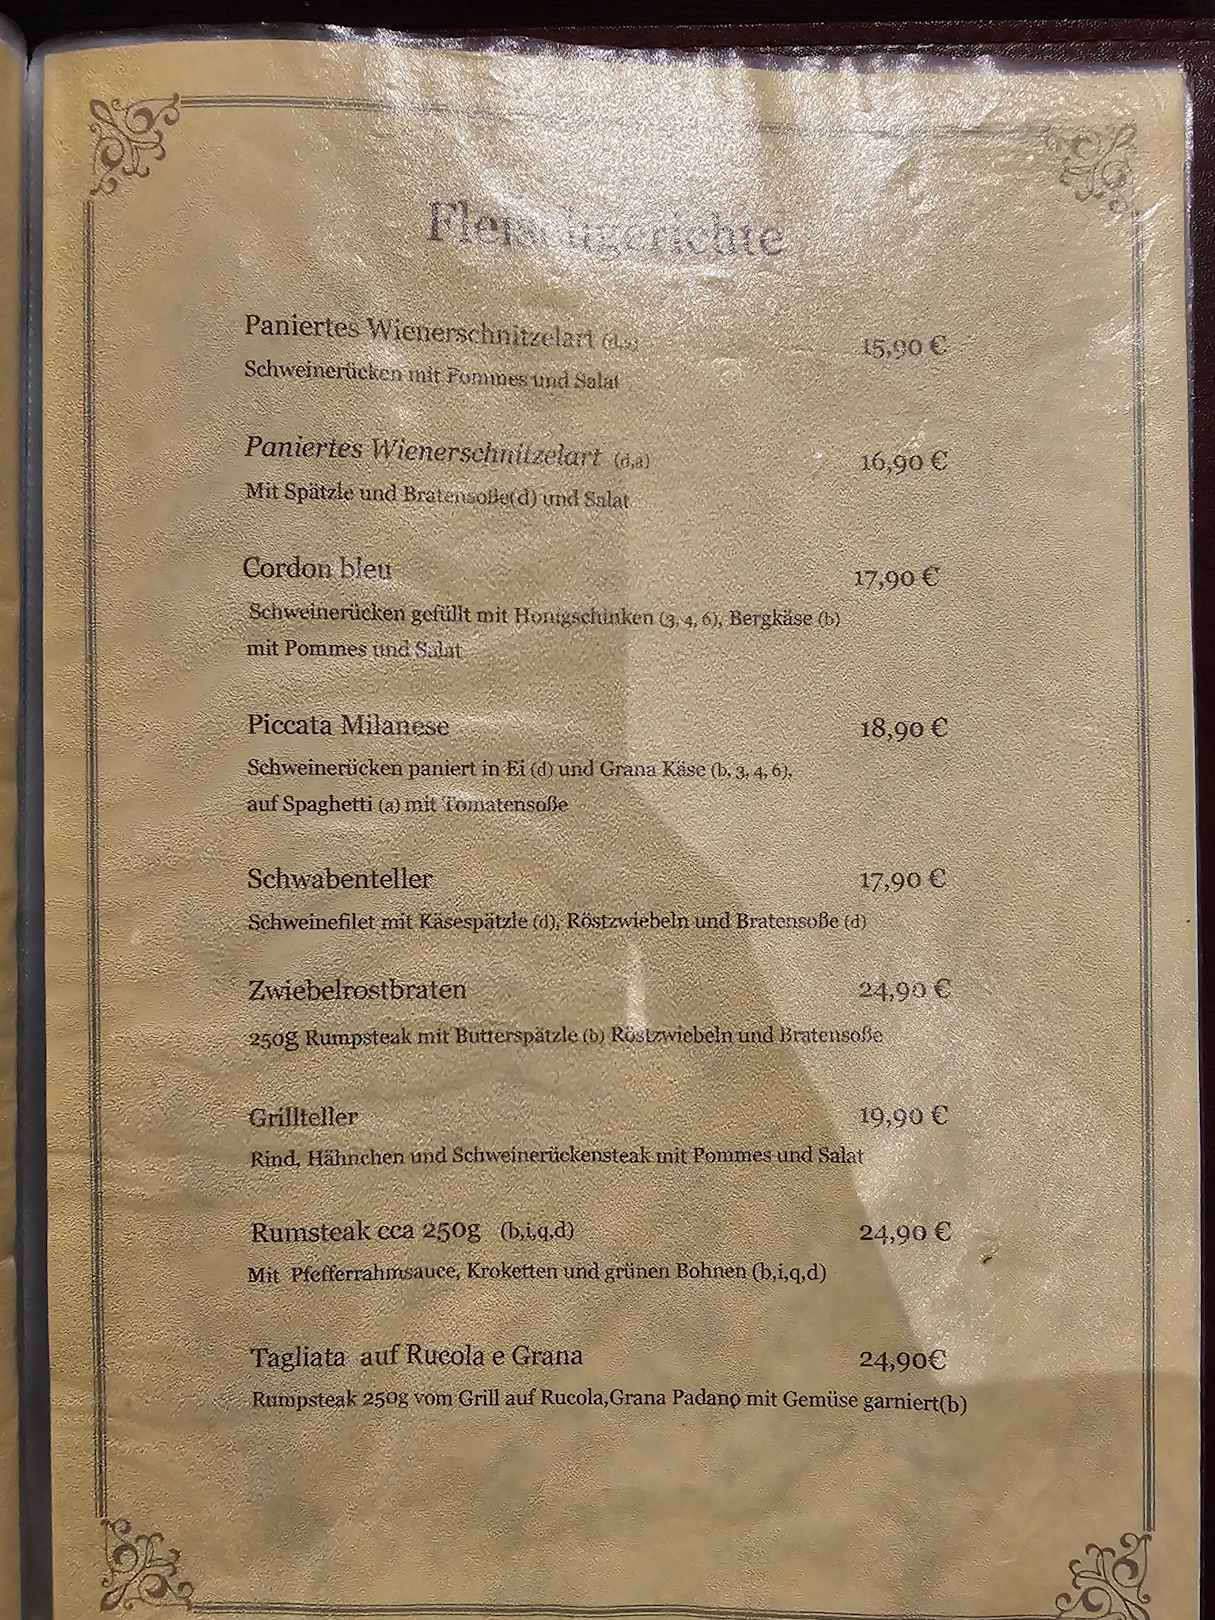 Fleischgerichte
Paniertes Wienerschnitzelart (d,a) 15,90 €
Schweinerücken mit Pommes und Salat
Paniertes Wienerschnitzelart (d,a) 16,90 €
Mit Spätzle und Bratensoße(d) und Salat
Cordon bleu 17,90 €
Schweinerücken gefüllt mit Honigschinken (3, 4, 6), Bergkäse (b)
mit Pommes und Salat
Piccata Milanese 18,90 €
Schweinerücken paniert in Ei (d) und Grana Käse (b, 3, 4, 6),
auf Spaghetti (a) mit Tomatensoße
Schwabenteller 17,90 €
Schweinefilet mit Käsespätzle (d), Röstzwiebeln und Bratensoße (d)
Zwiebelrostbraten 24,90 €
250g Rumpsteak mit Butterspätzle (b) Röstzwiebeln und Bratensoße
Grillteller 19,90 €
Rind, Hähnchen und Schweinerückensteak mit Pommes und Salat
Rumsteak cca 250g (b,i,q,d) 24,90 €
Mit Pfefferrahmsauce, Kroketten und grünen Bohnen (b,i,q,d)
Tagliata auf Rucola e Grana 24,90€
Rumpsteak 250g vom Grill auf Rucola,Grana Padano mit Gemüse garniert(b)